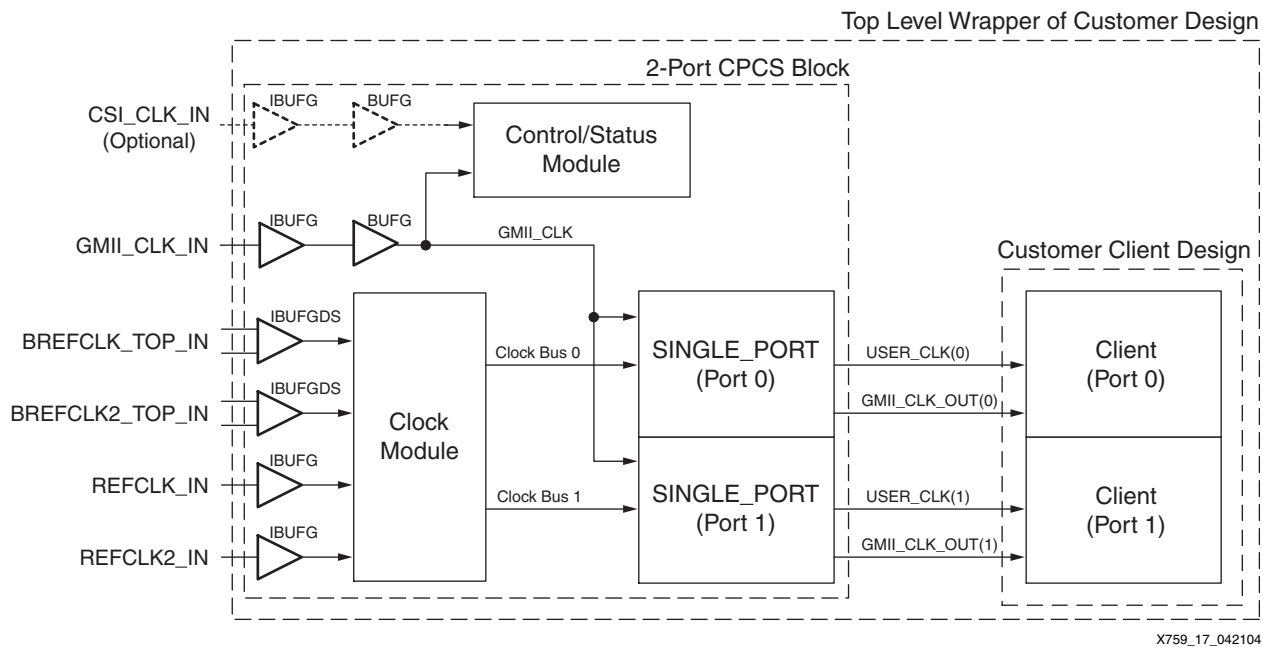 Top Level Wrapper of Customer Design
2-Port CPCS Block
IBUFG
BUFG
CSI_CLK_IN
(Optional)
Control/Status
Module
IBUFG
BUFG
GMII_CLK_IN
GMII_CLK
Customer Client Design
IBUFGDS
BREFCLK_TOP_IN
Clock Bus 0
SINGLE_PORT
(Port 0)
USER_CLK(0)
Client
(Port 0)
IBUFGDS
BREFCLK2_TOP_IN
GMII_CLK_OUT(0)
Clock
Module
IBUFG
REFCLK_IN
Clock Bus 1
SINGLE_PORT
(Port 1)
USER_CLK(1)
Client
(Port 1)
IBUFG
REFCLK2_IN
GMII_CLK_OUT(1)
X759_17_042104